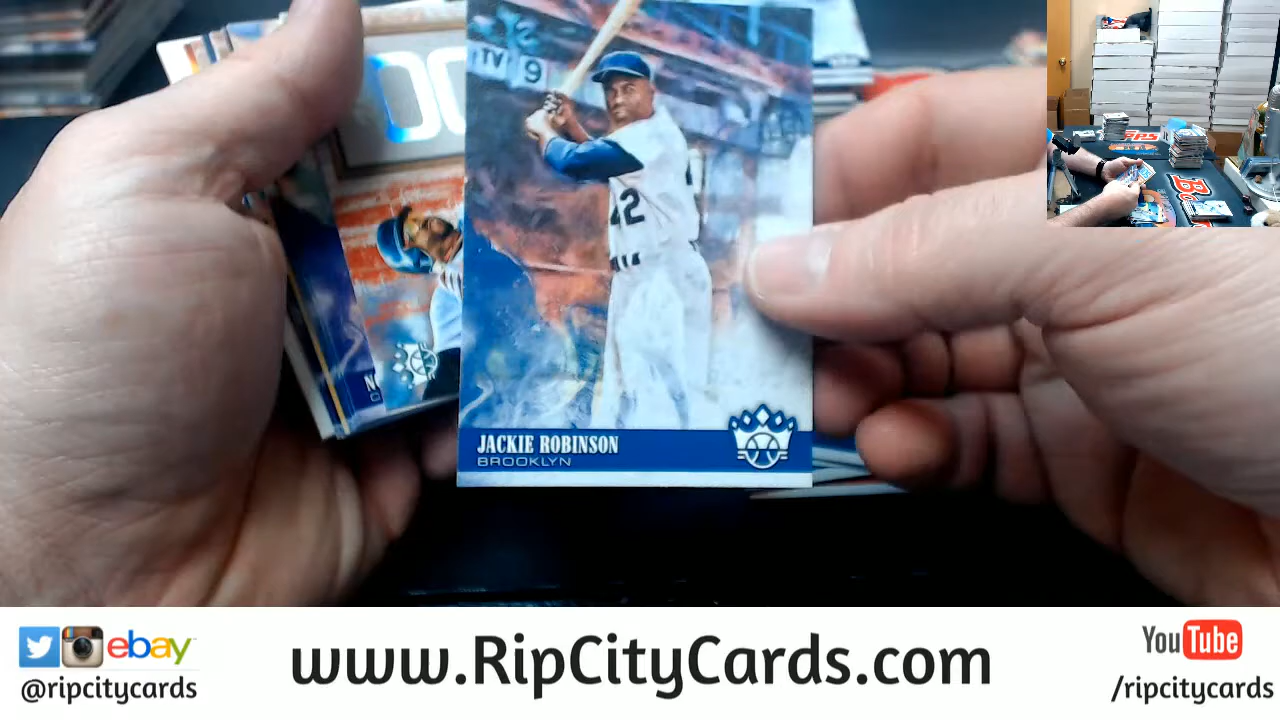 TV 9
42
JACKIE ROBINSON
BROOKLYN
ebay
@ripcitycards
www.RipCityCards.com
YouTube
/ripcitycards